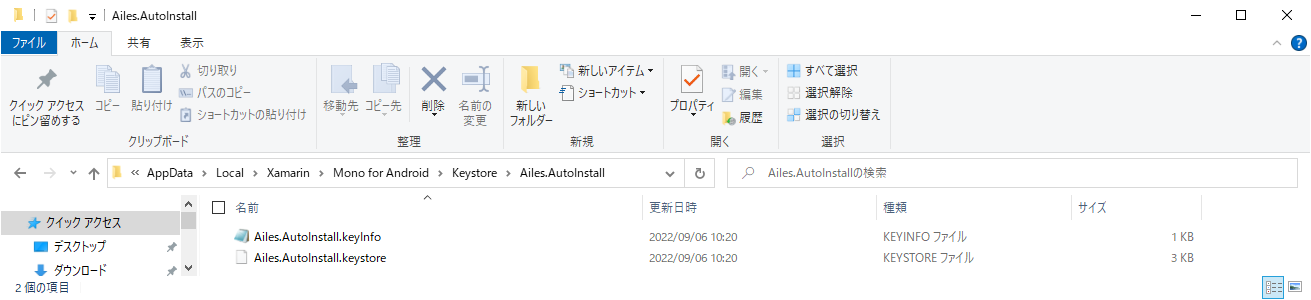 Ailes.AutoInstall
ファイル ホーム 共有 表示
クイック アクセス
にピン留めする
コピー
貼り付け
切り取り
パスのコピー
ショートカットの貼り付け
クリップボード
移動先
コピー先
削除
名前の
変更
整理
新しい
フォルダー
新しいアイテム
ショートカット
新規
プロパティ
開く
編集
履歴
開く
すべて選択
選択解除
選択の切り替え
選択
« AppData > Local > Xamarin > Mono for Android > Keystore > Ailes.AutoInstall
Ailes.AutoInstallの検索
クイック アクセス
デスクトップ
ダウンロード
名前 更新日時 種類 サイズ
Ailes.AutoInstall.keyInfo 2022/09/06 10:20 KEYINFO ファイル 1 KB
Ailes.AutoInstall.keystore 2022/09/06 10:20 KEYSTORE ファイル 3 KB
2 個の項目